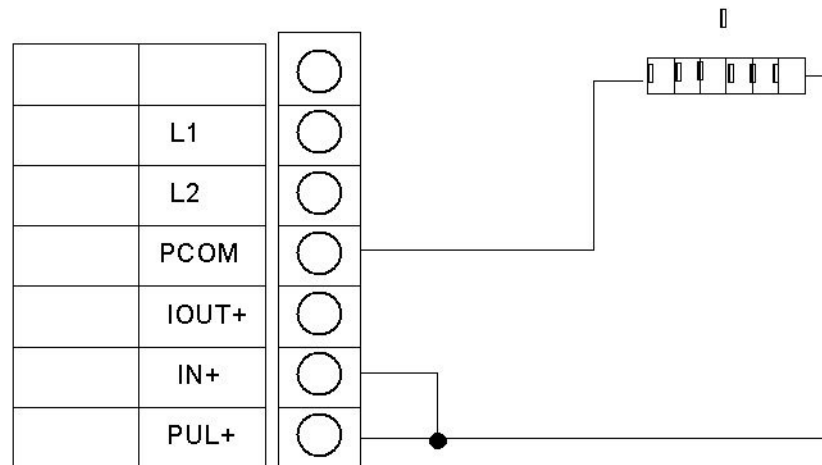 L1
L2
PCOM
IOUT+
IN+
PUL+